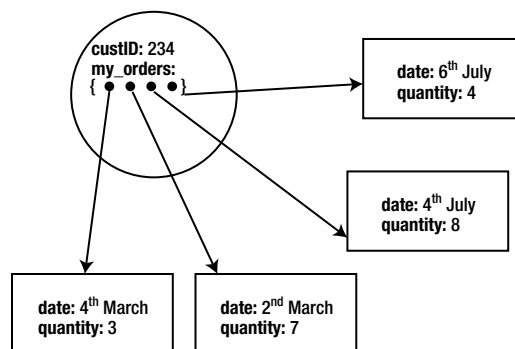 custID: 234
my_orders:
{ • • • • }
date: 6th July
quantity: 4
date: 4th July
quantity: 8
date: 4th March
quantity: 3
date: 2nd March
quantity: 7